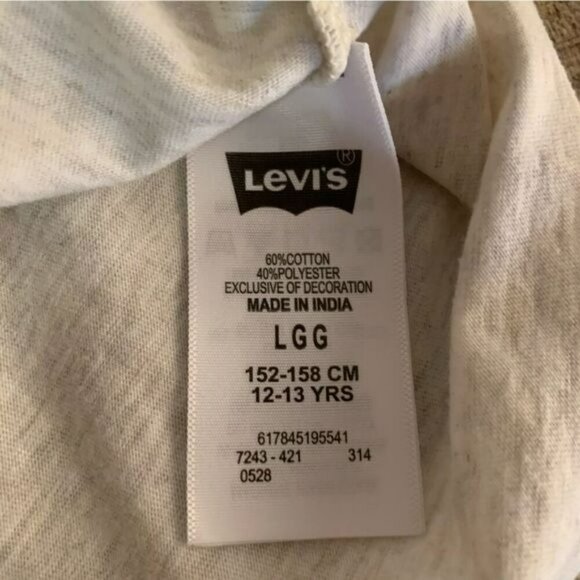 Levi's ®
60%COTTON
40%POLYESTER
EXCLUSIVE OF DECORATION
MADE IN INDIA
LGG
152-158 CM
12-13 YRS
617845195541
7243 - 421 314
0528